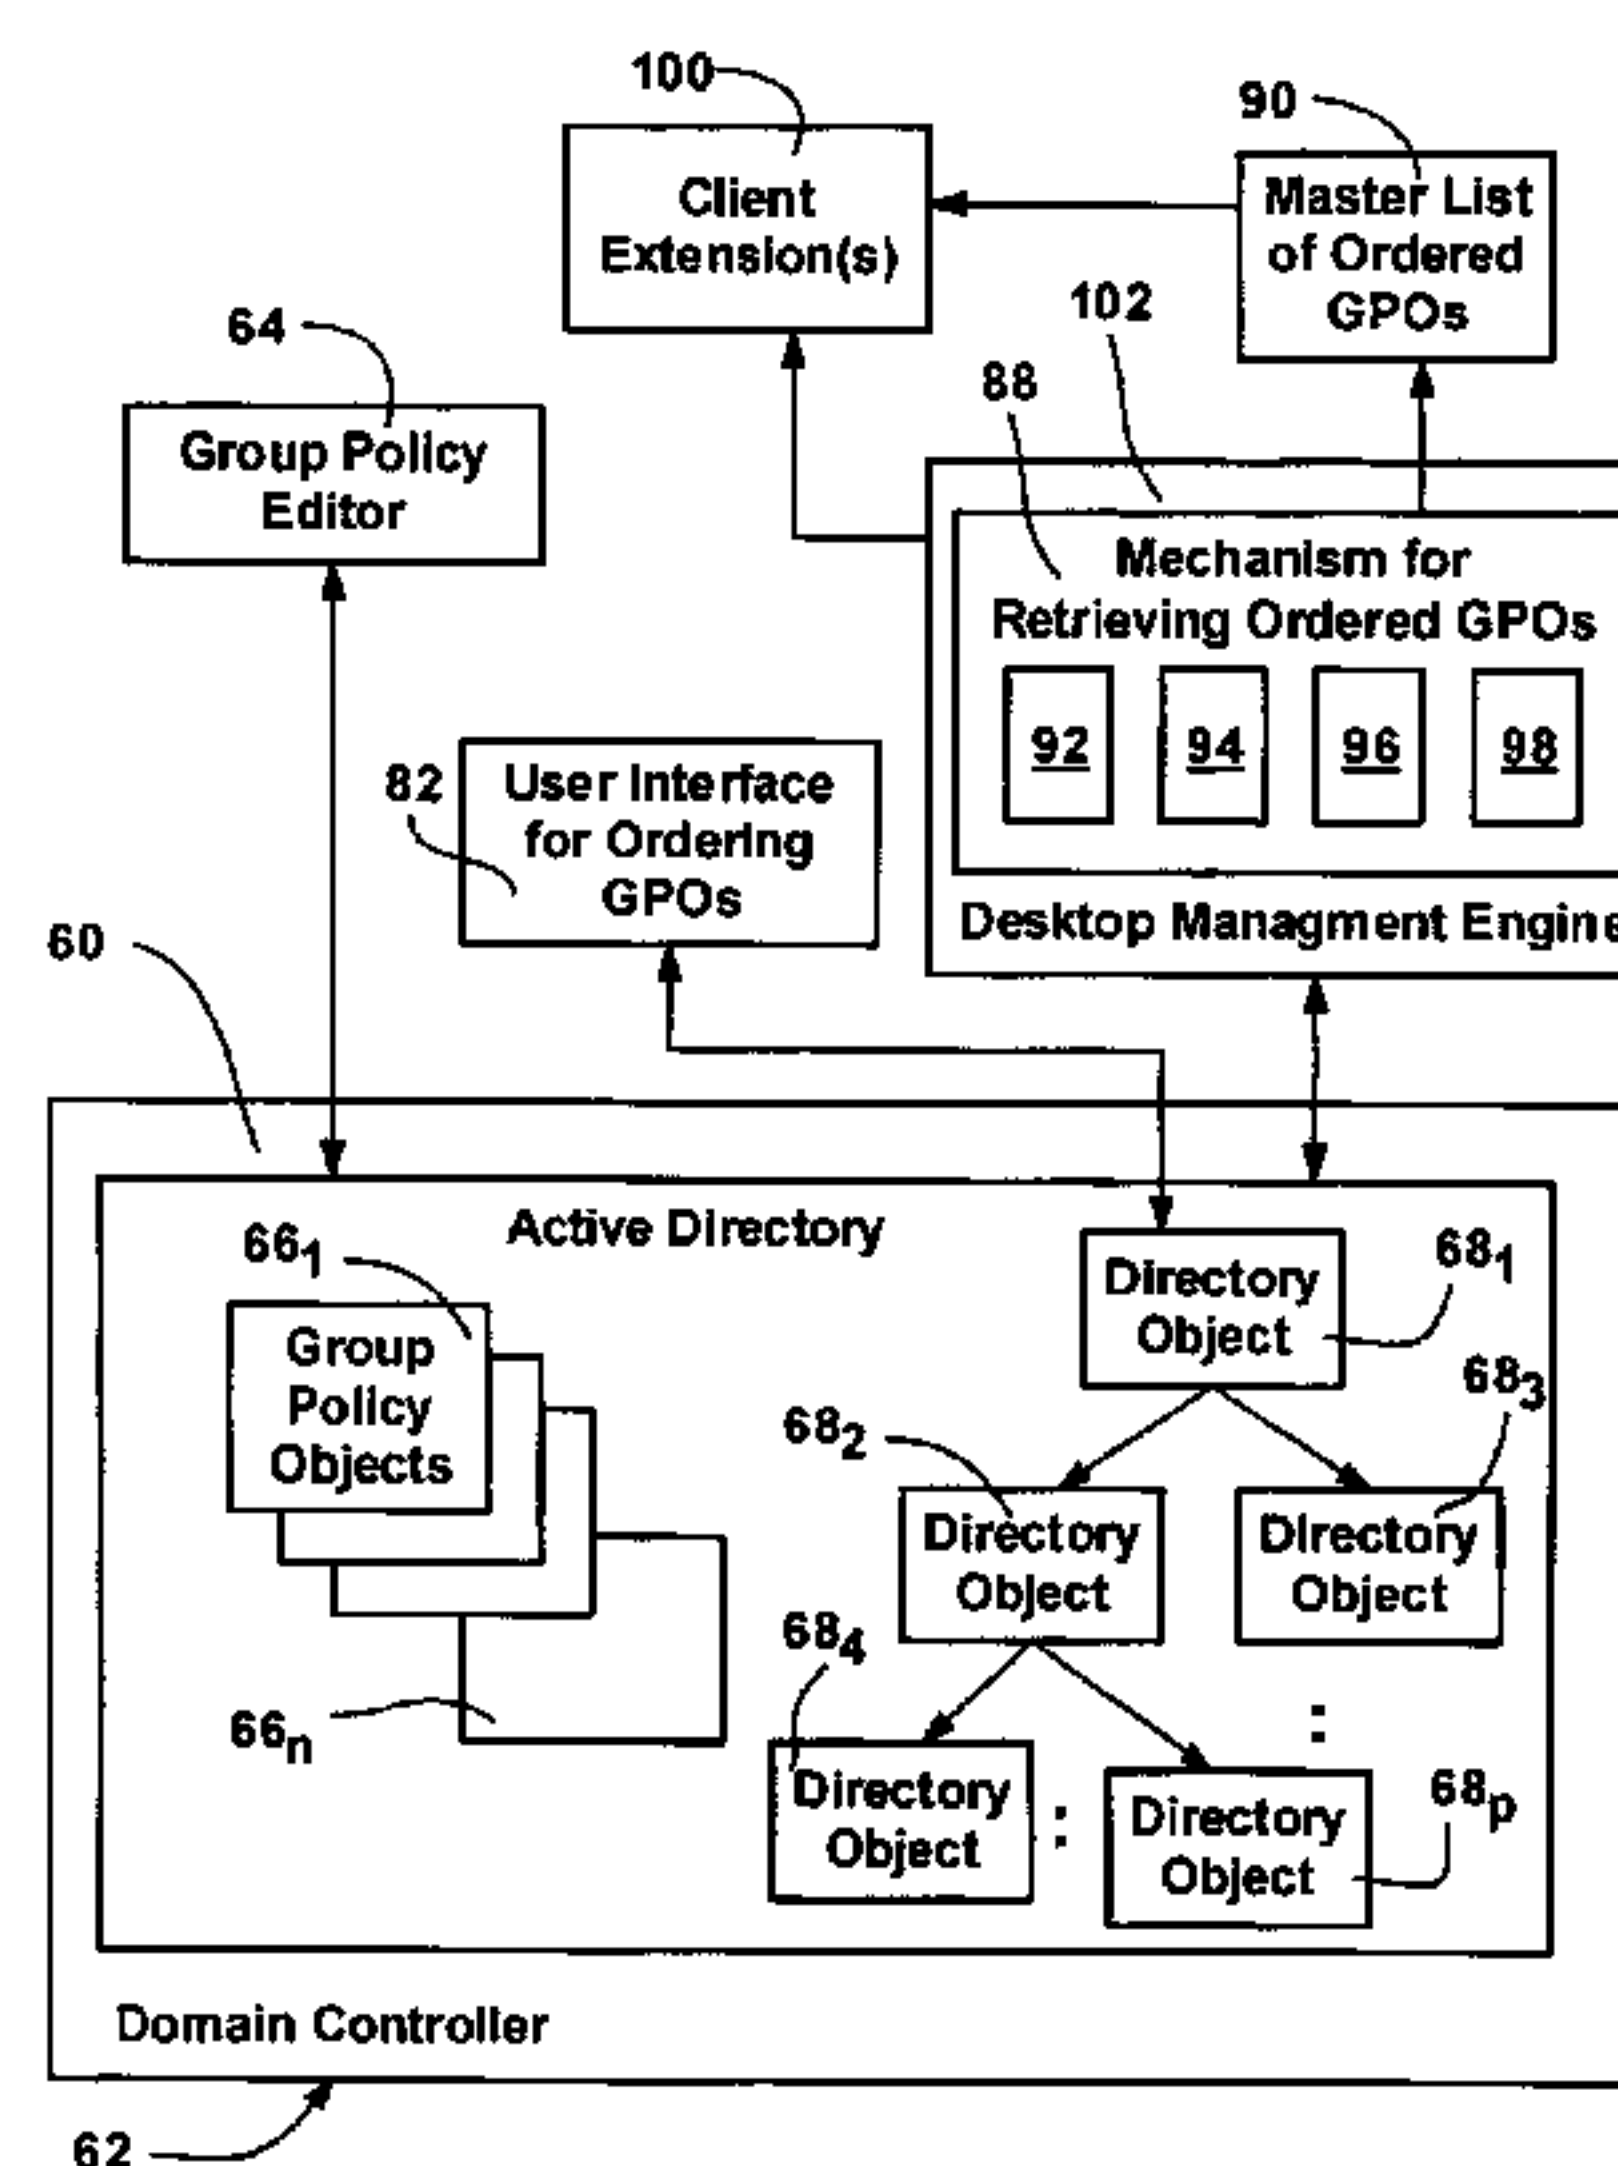 100
90
Client
Extension(s)
Master List
of Ordered
GPOs
102
64
88
Group Policy
Editor
Mechanism for
Retrieving Ordered GPOs
92 94 96 98
82
User Interface
for Ordering
GPOs
Desktop Managment Engine
60
Active Directory
661
681
Directory
Object
Group
Policy
Objects
683
682
Directory
Object
Directory
Object
684
66n
Directory
Object
:
:
Directory
Object
68p
Domain Controller
62